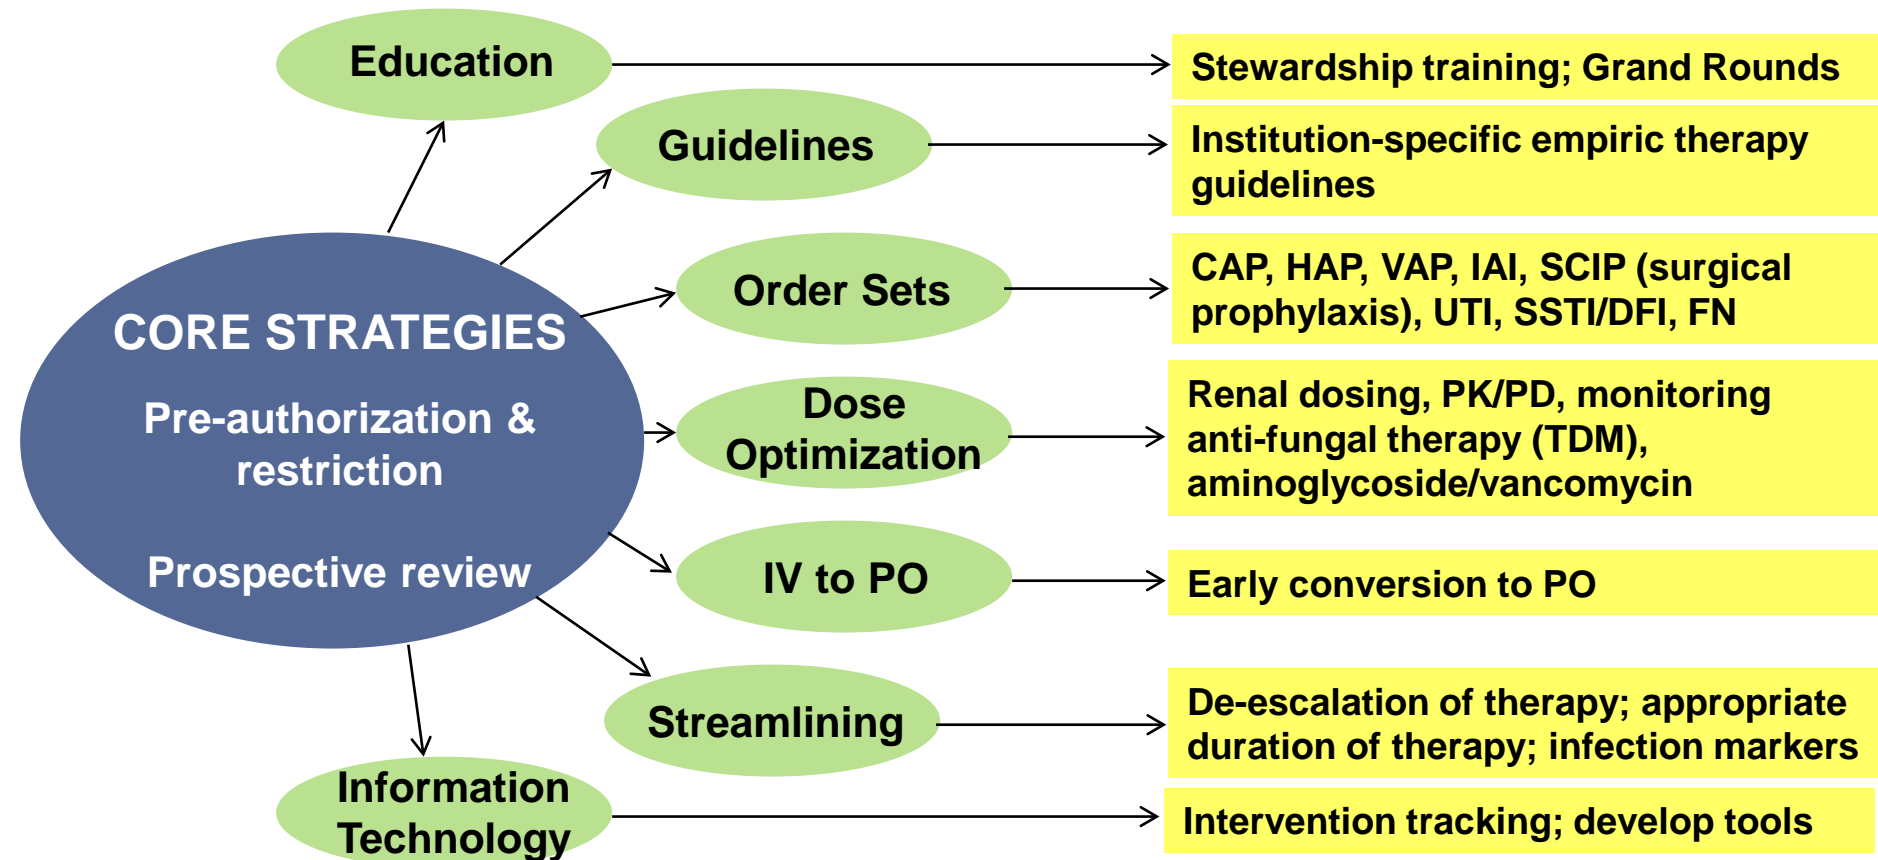 Education
Stewardship training; Grand Rounds
Guidelines
Institution-specific empiric therapy
guidelines
CORE STRATEGIES
Pre-authorization &
restriction
Prospective review
Order Sets
CAP, HAP, VAP, IAI, SCIP (surgical
prophylaxis), UTI, SSTI/DFI, FN
Dose
Optimization
Renal dosing, PK/PD, monitoring
anti-fungal therapy (TDM),
aminoglycoside/vancomycin
IV to PO
Early conversion to PO
Streamlining
De-escalation of therapy; appropriate
duration of therapy; infection markers
Information
Technology
Intervention tracking; develop tools